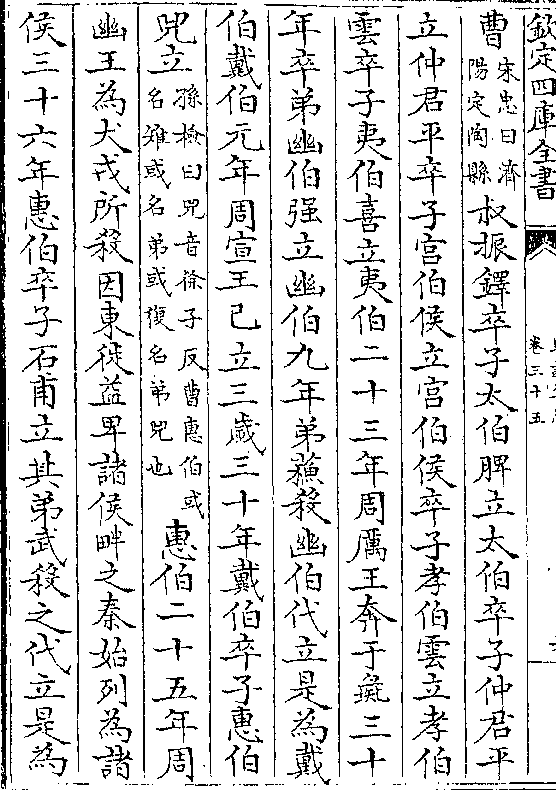 欽定四庫全書
卷三十五
曹宋忠曰濟陽定陶縣叔振鐸卒子太伯脾立太伯卒子仲君平
立仲君平卒子宮伯侯立宮伯侯卒子孝伯雲立孝伯
雲卒子夷伯喜立夷伯二十三年周厲王奔于彘三十
年卒弟幽伯强立幽伯九年弟蘓殺幽伯代立是為戴
伯戴伯元年周宣王已立三歲三十年戴伯卒子惠伯
兕立孫檢曰兕音徐子反曹惠伯或名雉或名弟或復名弟兕也惠伯二十五年周
幽王為犬戎所殺因東徙益卑諸侯畔之秦始列為諸
侯三十六年惠伯卒子石甫立其弟武殺之代立是為